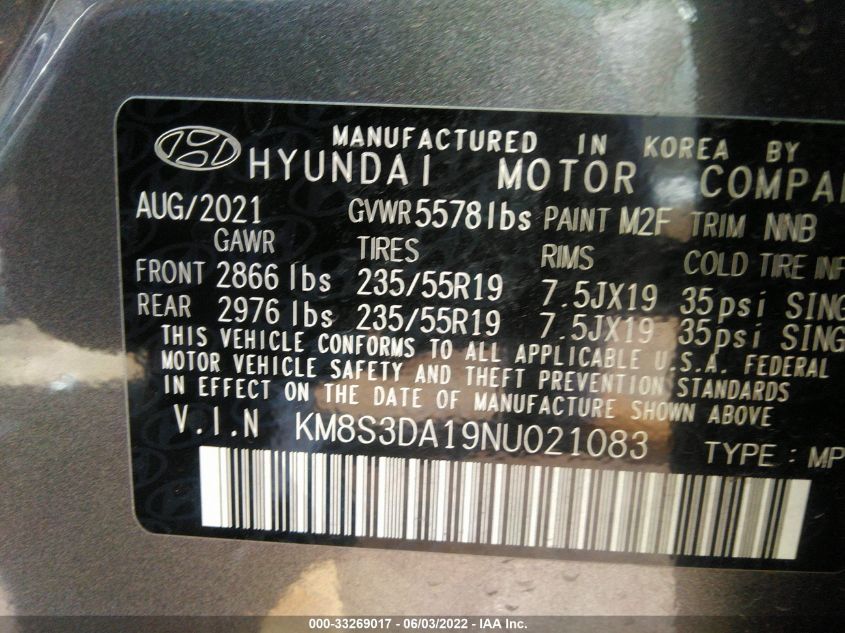 MANUFACTURED IN KOREA BY
HYUNDAI MOTOR
AUG/2021 GVWR 5578 lbs PAINT M2F TRIM NNB
GAWR TIRES RIMS COLD TIRE INF
FRONT 2866 lbs 235/55R19 7.5JX19 35psi SING
REAR 2976 lbs 235/55R19 7.5JX19 35psi SING
THIS VEHICLE CONFORMS TO ALL APPLICABLE U.S.A. FEDERAL
MOTOR VEHICLE SAFETY AND THEFT PREVENTION STANDARDS
IN EFFECT ON THE DATE OF MANUFACTURE SHOWN ABOVE
V.I.N KM8S3DA19NU021083 TYPE : MP
000-33269017 - 06/03/2022 - IAA Inc.